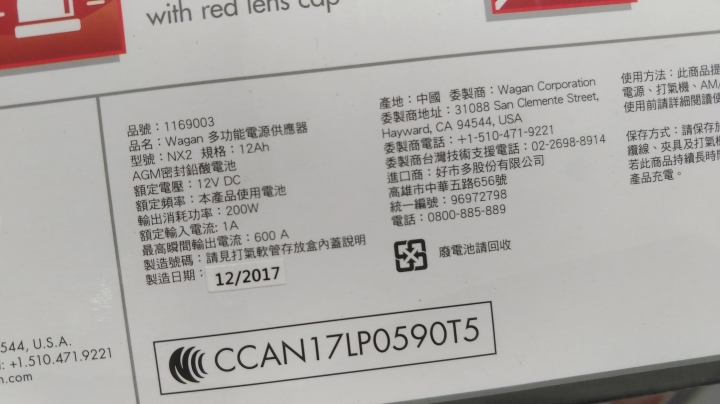 with red lens cap
品號：1169003
品名：Wagan 多功能電源供應器
型號：NX2 規格：12Ah
AGM密封鉛酸電池
額定電壓：12V DC
額定頻率：本產品使用電池
輸出消耗功率：200W
額定輸入電流: 1A
最高瞬間輸出電流：600 A
製造號碼：請見打氣軟管存放盒內蓋說明
製造日期：12/2017
產地：中國 委製商：Wagan Corporation
委製商地址：31088 San Clemente Street,
Hayward, CA 94544, USA
委製商電話：+1-510-471-9221
委製商台灣技術支援電話：02-2698-8914
進口商：好市多股份有限公司
高雄市中華五路656號
統一編號：96972798
電話：0800-885-889
廢電池請回收
使用方法：此商品提
電源、打氣機、AM/
使用前請詳細閱讀使
保存方式：請保存於
纜線、夾具及打氣機
若此商品持續長時間
產品充電。
544, U.S.A.
: +1.510.471.9221
n.com
CCAN17LP0590T5